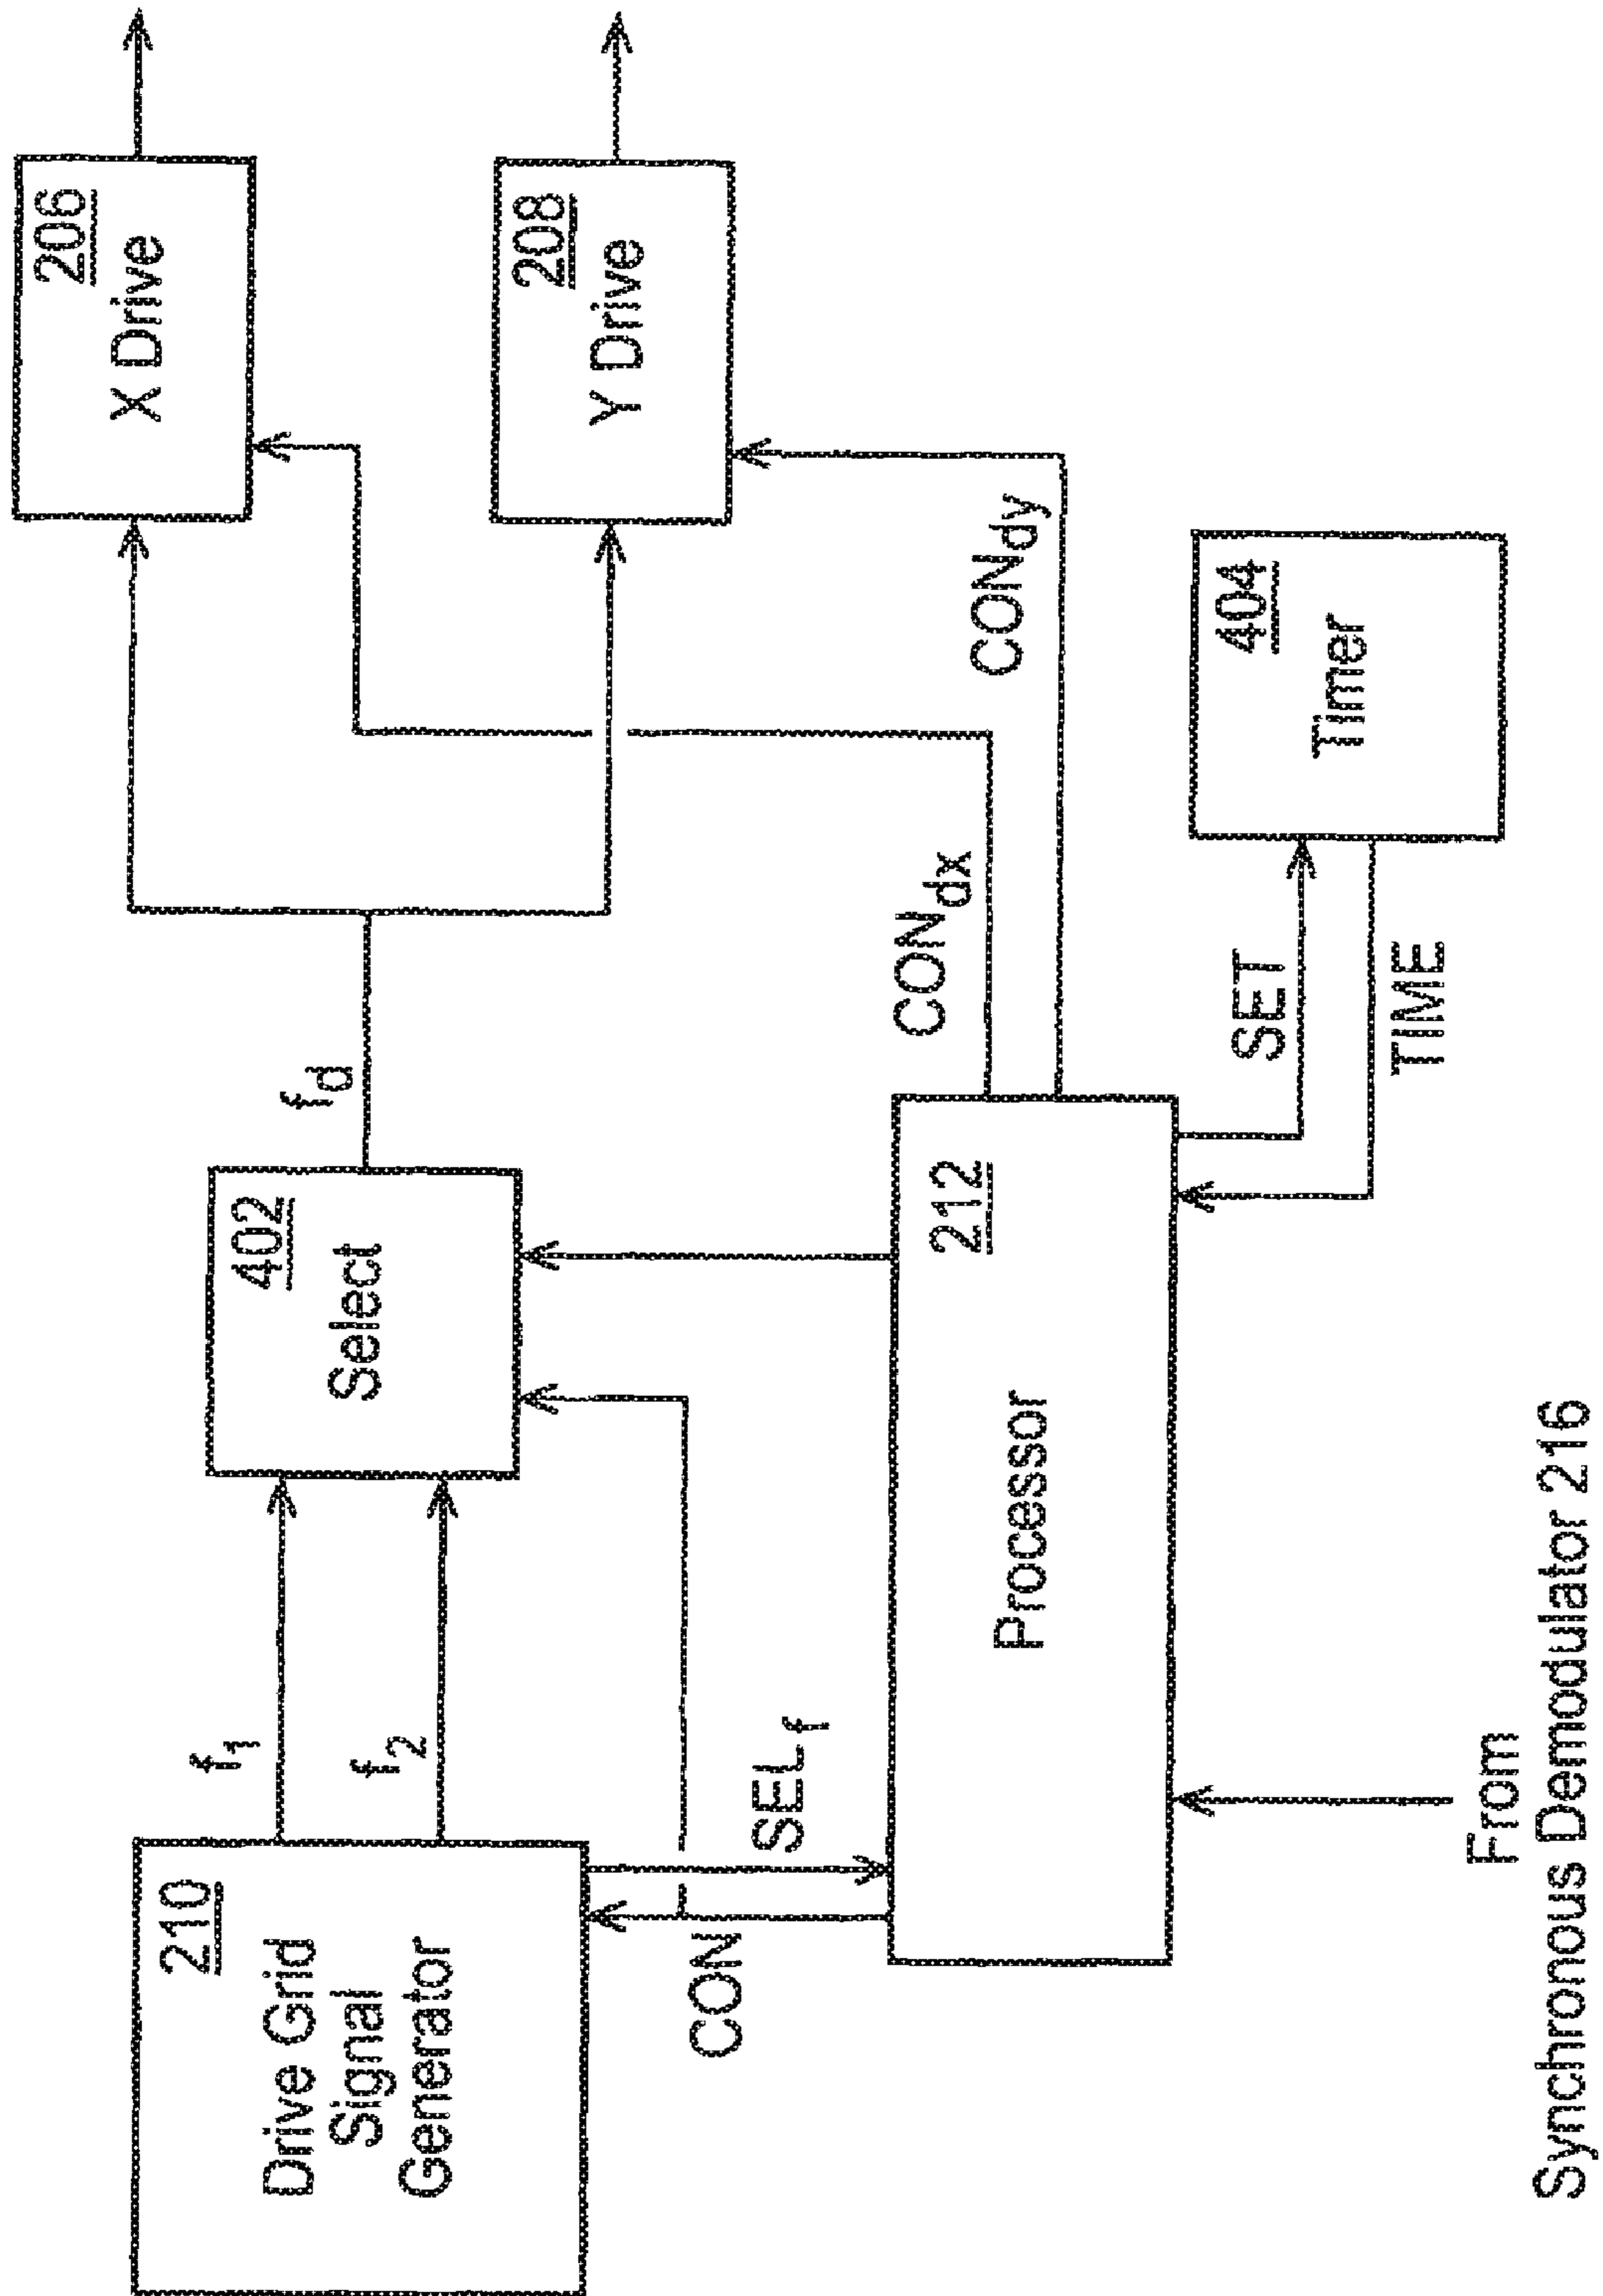 210
Drive Grid
Signal
Generator
f1
f2
402
Select
fd
206
X Drive
208
Y Drive
CON
SELf
212
Processor
CONdx
CONdy
SET
TIME
404
Timer
From
Synchronous Demodulator 216